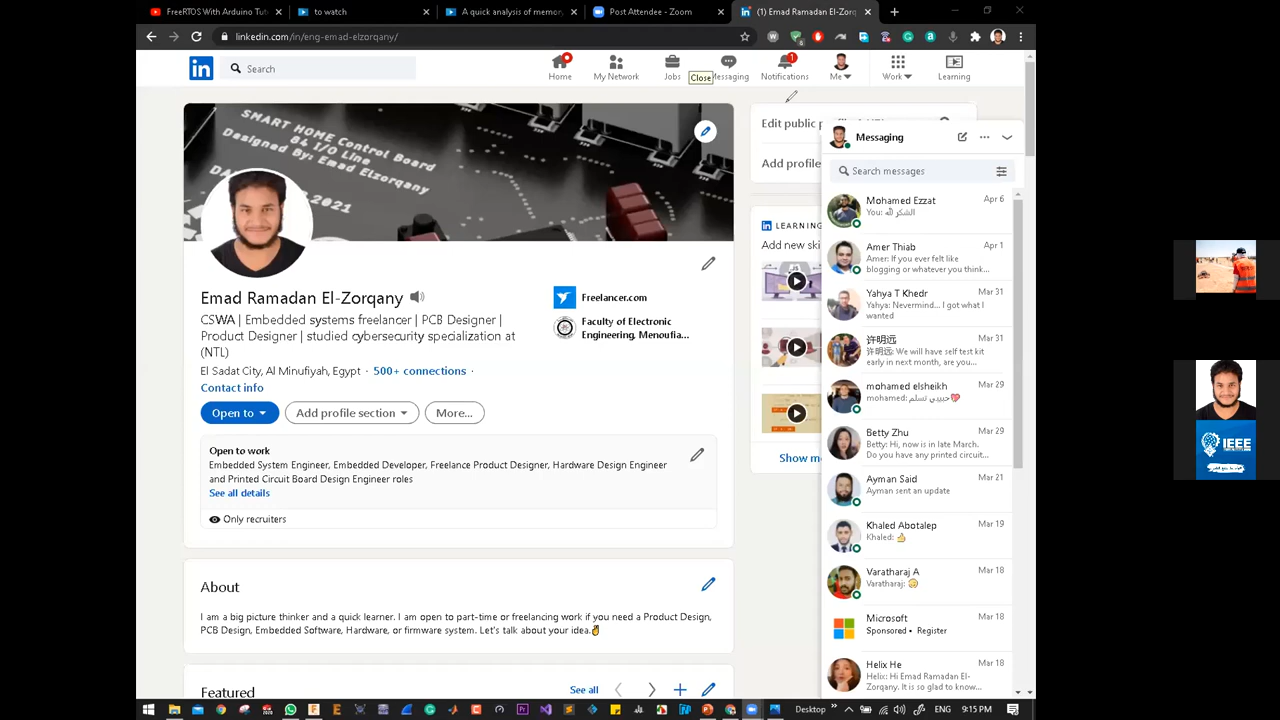 FreeRTOS With Arduino Tut
to watch
A quick analysis of memor
Post Attendee - Zoom
(1) Emad Ramadan El-Zorq
linkedin.com/in/eng-emad-elzorqany/
in
Search
Home
My Network
Jobs
Close
Messaging
1
Notifications
Me
Work
Learning
SMART HOME Control Board
64 I/O Line
Designed By: Emad Elzorqany
2021
Edit public
Messaging
Add profile
Search messages
Mohamed Ezzat
Apr 6
You: الشكر لله
in LEARNING
Add new skil
Amer Thiab
Apr 1
Amer: If you ever felt like
blogging or whatever you think...
Yahya T Khedr
Mar 31
Yahya: Nevermind... I got what I
wanted
许明远
Mar 31
许明远: We will have self test kit
early in next month, are you...
mohamed elsheikh
Mar 29
mohamed: حبيبي تسلم💖
Betty Zhu
Mar 29
Betty: Hi, now is in late March.
Do you have any printed circuit...
Show mo
Ayman Said
Mar 21
Ayman sent an update
Khaled Abotalep
Mar 19
Khaled: 👍
Varatharaj A
Mar 18
Varatharaj: 😊
Microsoft
Mar 18
Sponsored • Register
Helix He
Mar 18
Helix: Hi Emad Ramadan El-
Zorqany. It is so glad to know...
Emad Ramadan El-Zorqany
CSWA | Embedded systems freelancer | PCB Designer |
Product Designer | studied cybersecurity specialization at
(NTL)
El Sadat City, Al Minufiyah, Egypt · 500+ connections ·
Contact info
Freelancer.com
Faculty of Electronic
Engineering, Menoufia...
Open to
Add profile section
More...
Open to work
Embedded System Engineer, Embedded Developer, Freelance Product Designer, Hardware Design Engineer
and Printed Circuit Board Design Engineer roles
See all details
Only recruiters
About
I am a big picture thinker and a quick learner. I am open to part-time or freelancing work if you need a Product Design,
PCB Design, Embedded Software, Hardware, or firmware system. Let's talk about your idea.✌
Featured
See all
IEEE
Desktop
ENG
9:15 PM